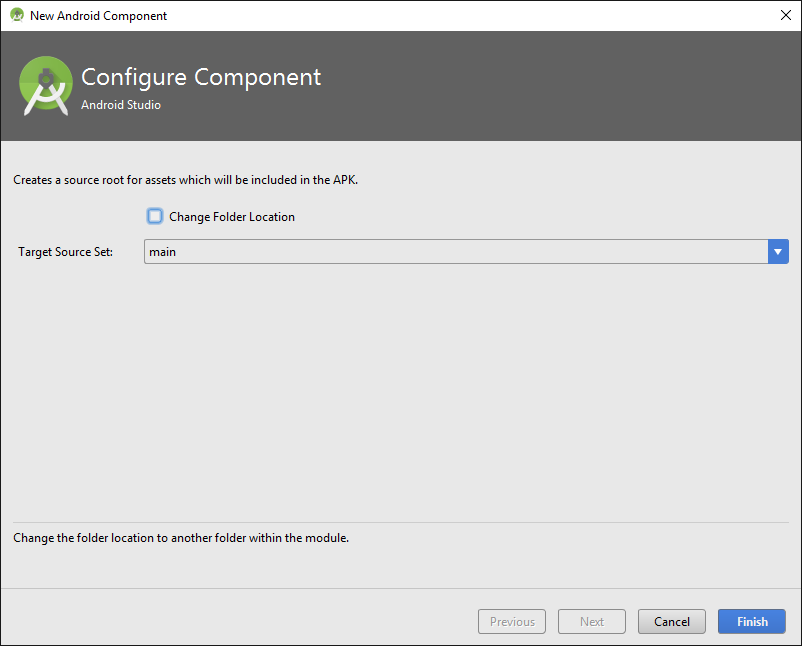 New Android Component
Configure Component
Android Studio
Creates a source root for assets which will be included in the APK.
Change Folder Location
Target Source Set: main
Change the folder location to another folder within the module.
Previous Next Cancel Finish